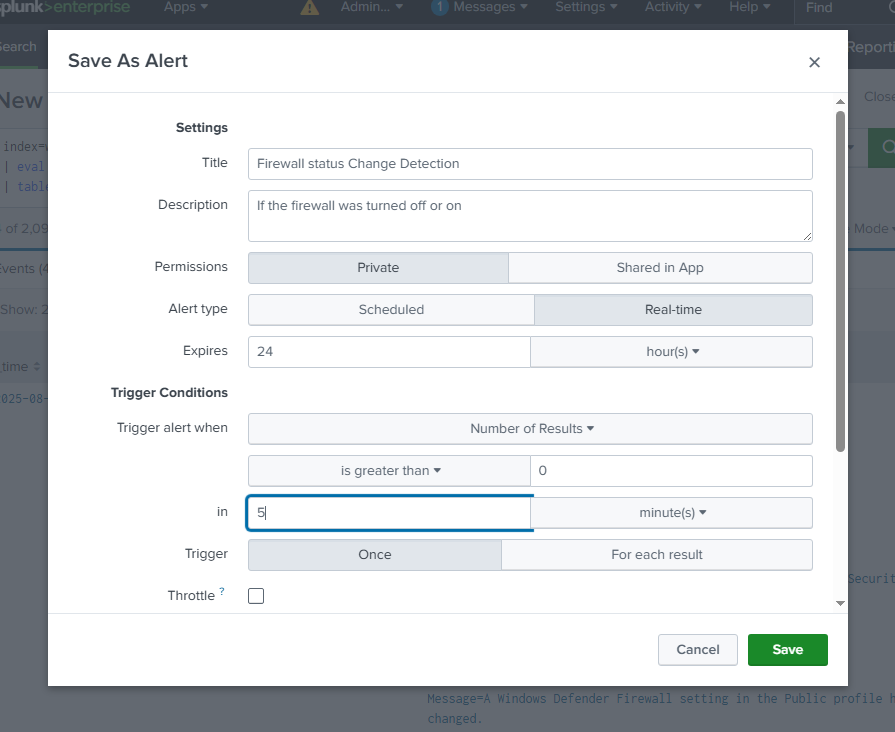 splunk>enterprise Apps Admin... 1 Messages Settings Activity Help Find
Search Reporti
Save As Alert
New Close
Settings
index=
Title Firewall status Change Detection
| eval
| table
Description If the firewall was turned off or on
of 2,09 Mode
Events (4 Permissions Private Shared in App
Show: 2 Alert type Scheduled Real-time
Expires 24 hour(s)
_time
Trigger Conditions
025-08-
Trigger alert when Number of Results
is greater than 0
in 5 minute(s)
Trigger Once For each result
Securit
Throttle ?
Cancel Save
Message=A Windows Defender Firewall setting in the Public profile h
changed.